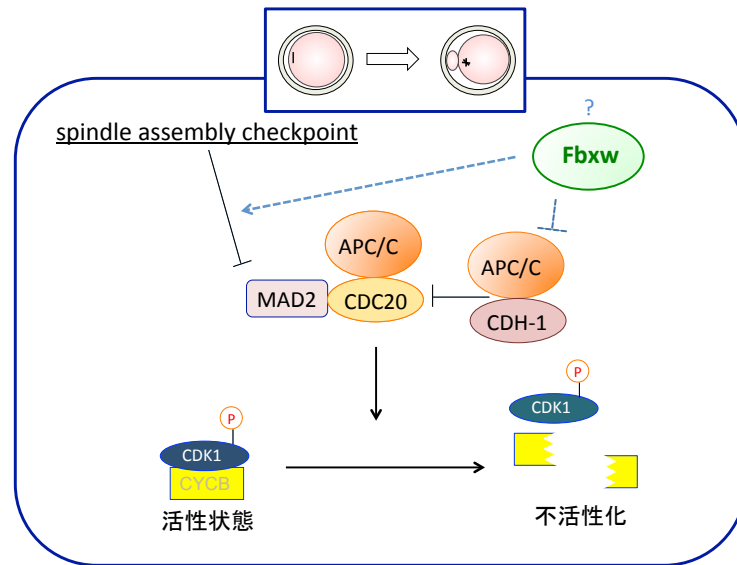 ?
spindle assembly checkpoint
Fbxw
APC/C
APC/C
MAD2
CDC20
CDH-1
P
CDK1
P
CDK1
CYCB
活性状態
不活性化